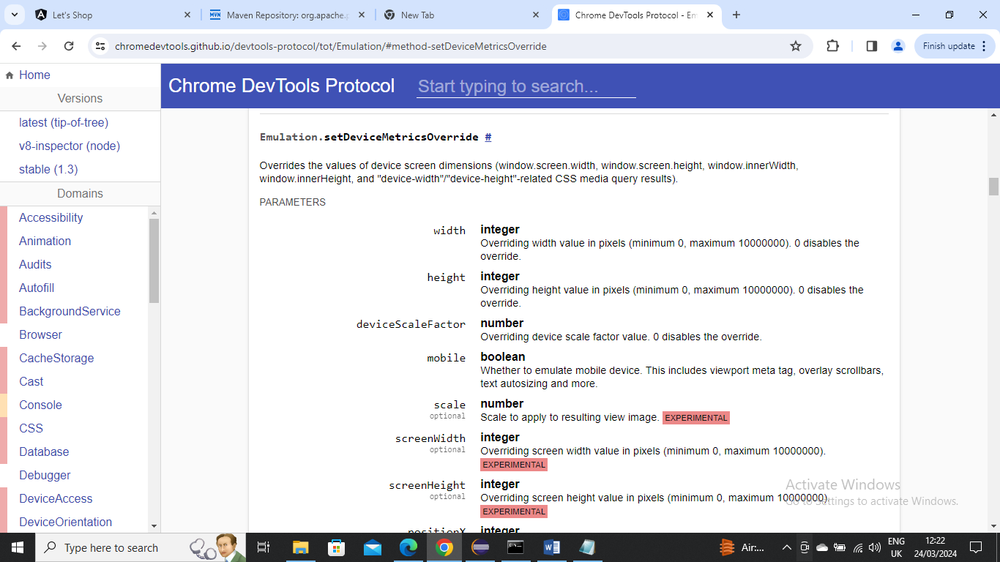 Let's Shop
MVN Maven Repository: org.apache.
New Tab
Chrome DevTools Protocol - Em
chromedevtools.github.io/devtools-protocol/tot/Emulation/#method-setDeviceMetricsOverride
Finish update
Home
Versions
latest (tip-of-tree)
v8-inspector (node)
stable (1.3)
Domains
Accessibility
Animation
Audits
Autofill
BackgroundService
Browser
CacheStorage
Cast
Console
CSS
Database
Debugger
DeviceAccess
DeviceOrientation
Chrome DevTools Protocol
Start typing to search...
Emulation.setDeviceMetricsOverride #
Overrides the values of device screen dimensions (window.screen.width, window.screen.height, window.innerWidth,
window.innerHeight, and "device-width"/"device-height"-related CSS media query results).
PARAMETERS
width integer
Overriding width value in pixels (minimum 0, maximum 10000000). 0 disables the
override.
height integer
Overriding height value in pixels (minimum 0, maximum 10000000). 0 disables the
override.
deviceScaleFactor number
Overriding device scale factor value. 0 disables the override.
mobile boolean
Whether to emulate mobile device. This includes viewport meta tag, overlay scrollbars,
text autosizing and more.
scale number
optional Scale to apply to resulting view image. EXPERIMENTAL
screenWidth integer
optional Overriding screen width value in pixels (minimum 0, maximum 10000000).
EXPERIMENTAL
screenHeight integer
optional Overriding screen height value in pixels (minimum 0, maximum 10000000).
EXPERIMENTAL
positionX integer
Activate Windows
Go to Settings to activate Windows.
Type here to search
Air:...
ENG
UK
12:22
24/03/2024